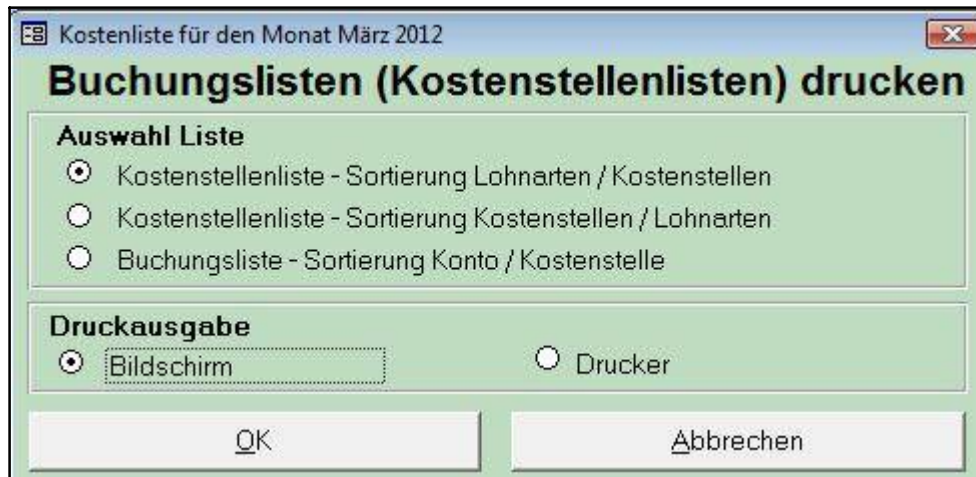 Kostenliste für den Monat März 2012
Buchungslisten (Kostenstellenlisten) drucken
Auswahl Liste
Kostenstellenliste - Sortierung Lohnarten / Kostenstellen
Kostenstellenliste - Sortierung Kostenstellen / Lohnarten
Buchungsliste - Sortierung Konto / Kostenstelle
Druckausgabe
Bildschirm Drucker
OK Abbrechen